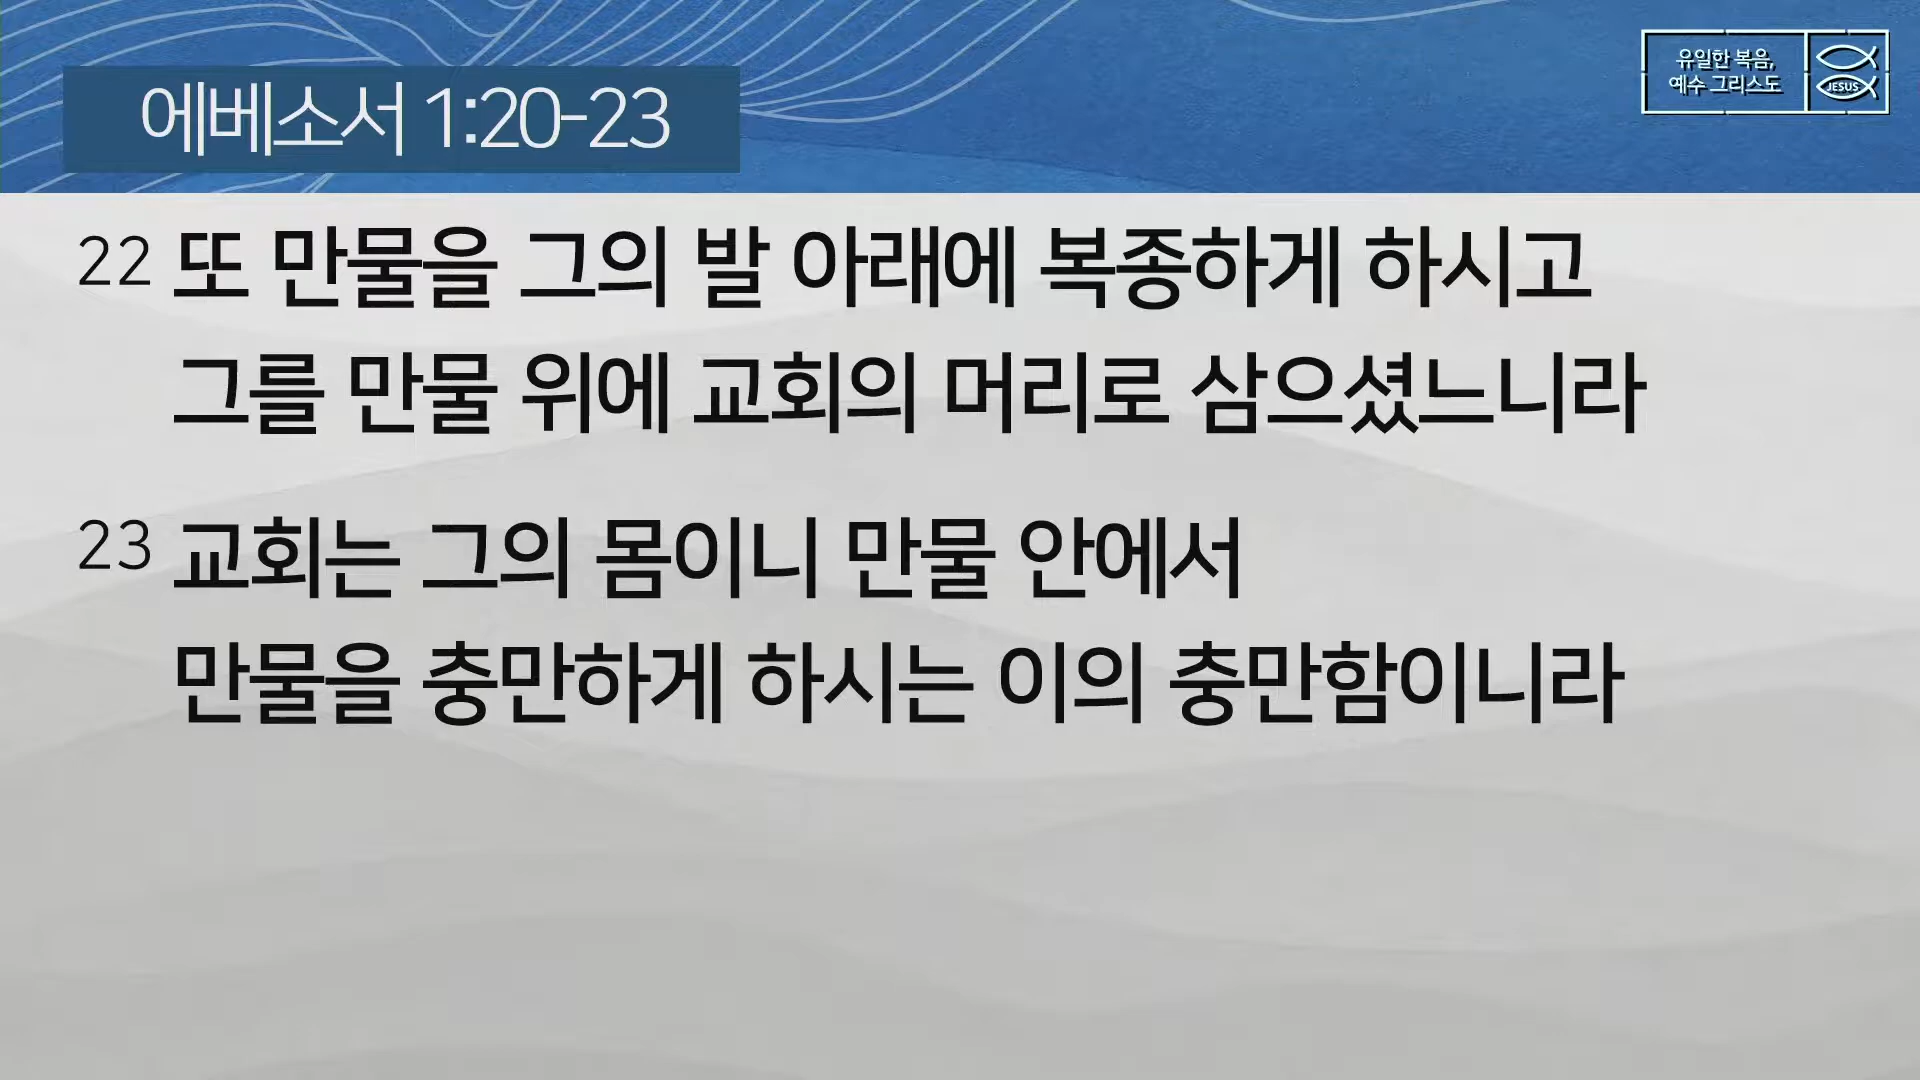 에베소서 1:20-23
유일한 복음,
예수 그리스도
JESUS
22 또 만물을 그의 발 아래에 복종하게 하시고
그를 만물 위에 교회의 머리로 삼으셨느니라
23 교회는 그의 몸이니 만물 안에서
만물을 충만하게 하시는 이의 충만함이니라